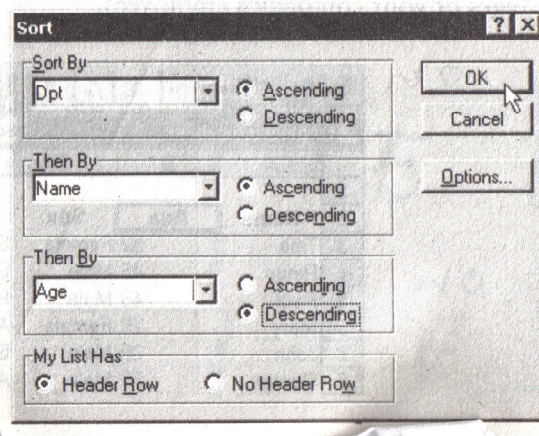 Sort
Sort By
Dpt
Ascending
Descending
Then By
Name
Ascending
Descending
Then By
Age
Ascending
Descending
My List Has
Header Row
No Header Row
OK
Cancel
Options...